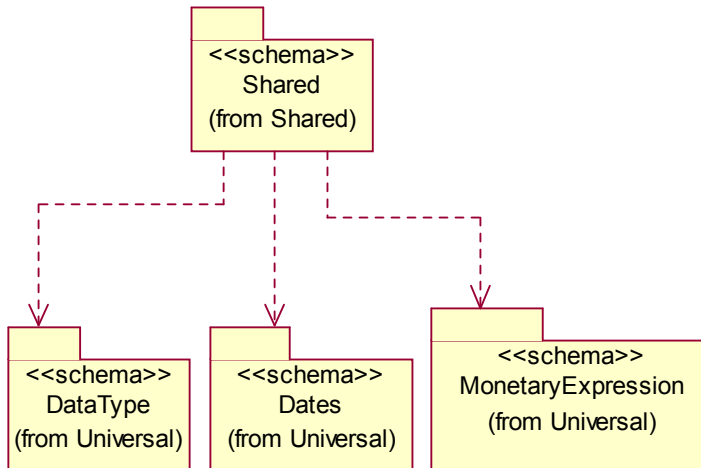 <<schema>>
Shared
(from Shared)
<<schema>>
DataType
(from Universal)
<<schema>>
Dates
(from Universal)
<<schema>>
MonetaryExpression
(from Universal)